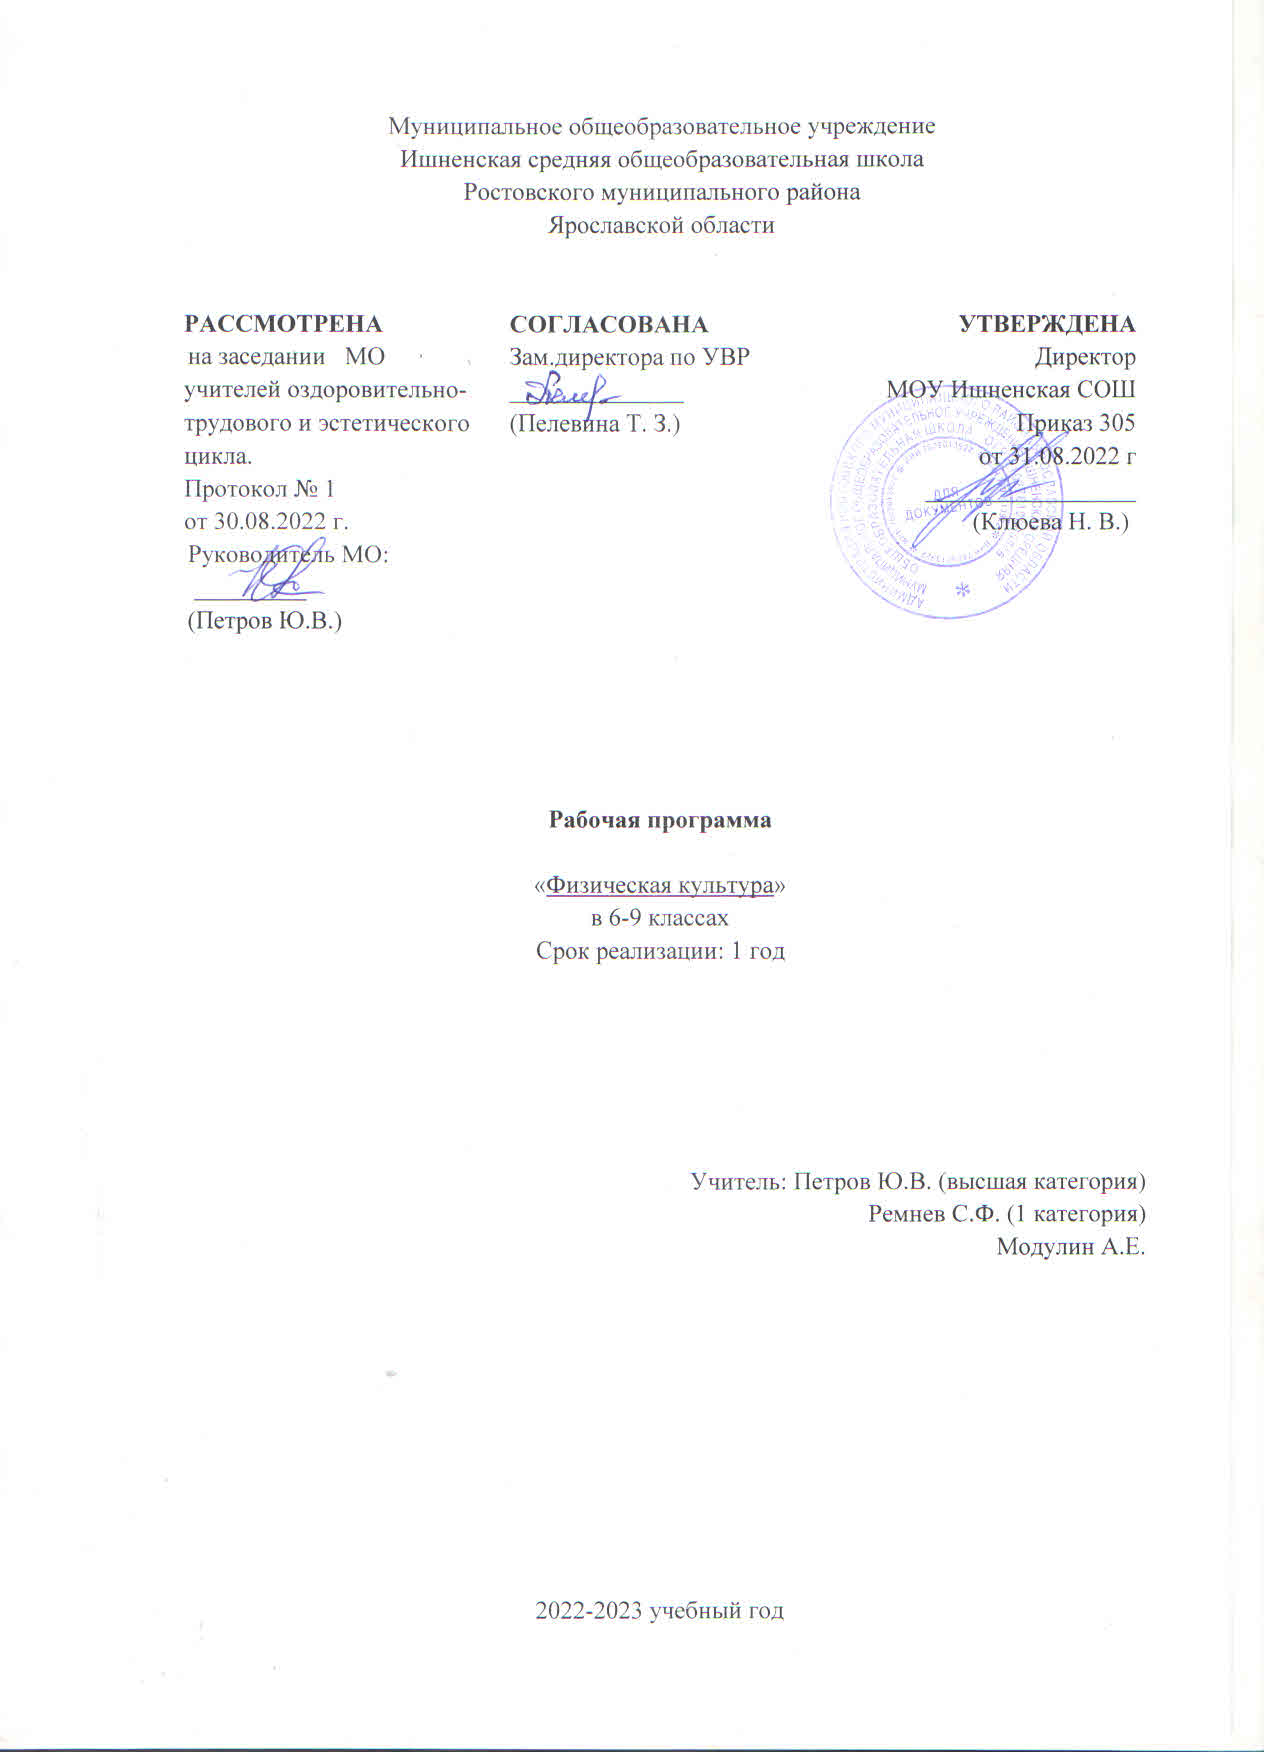 Муниципальное общеобразовательное учреждение
Ишненская средняя общеобразовательная школа
Ростовского муниципального района
Ярославской области
РАССМОТРЕНА
на заседании МО
учителей оздоровительно-
трудового и эстетического
цикла.
Протокол № 1
от 30.08.2022 г.
Руководитель МО:
(Петров Ю.В.)
СОГЛАСОВАНА
Зам.директора по УВР
(Пелевина Т. З.)
УТВЕРЖДЕНА
Директор
МОУ Ишненская СОШ
Приказ 305
от 31.08.2022 г
(Клюева Н. В.)
ДЛЯ
ДОКУМЕНТОВ
Рабочая программа
«Физическая культура»
в 6-9 классах
Срок реализации: 1 год
Учитель: Петров Ю.В. (высшая категория)
Ремнев С.Ф. (1 категория)
Модулин А.Е.
2022-2023 учебный год